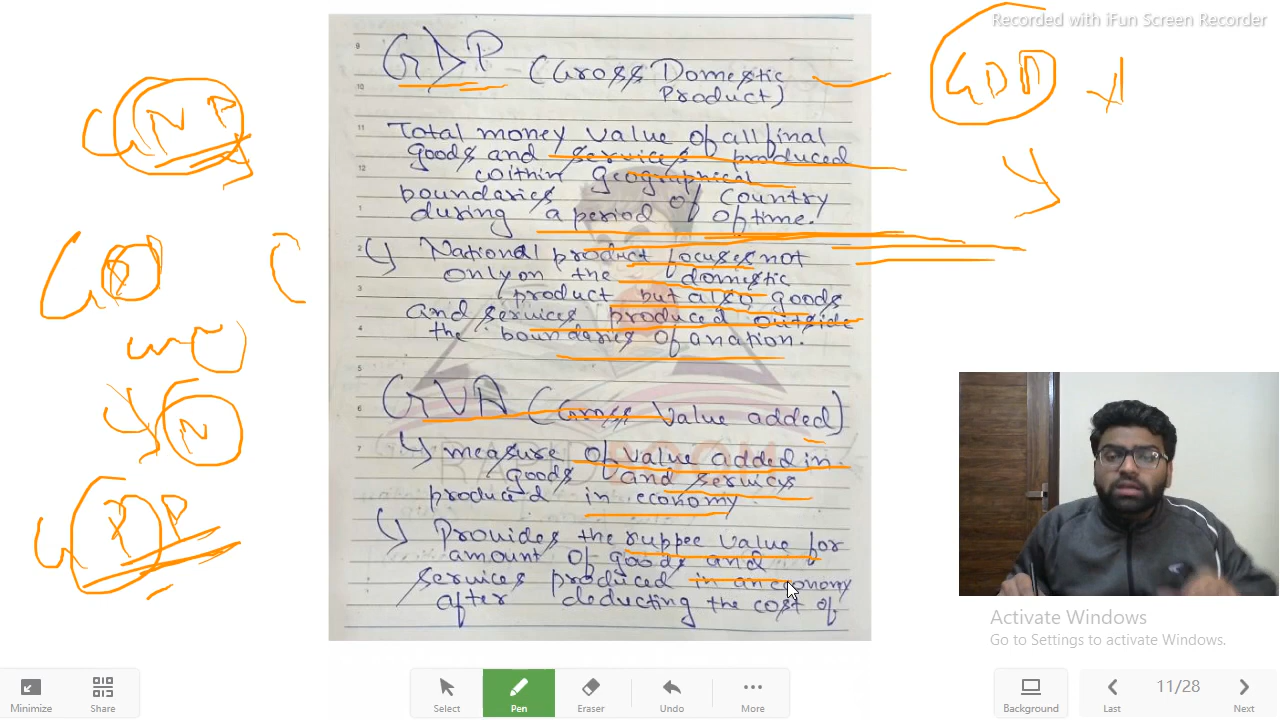 Recorded with iFun Screen Recorder
GDP (Gross Domestic
Product)
Total money value of all final
goods and services produced
within geographical
boundaries of country
during a period of time.
National product focuses not
only on the domestic
product but also goods
and services produced outside
the boundaries of a nation.
GVA (Gross Value added)
measure of value added in
goods and services
produced in economy
Provides the ruppee value for
amount of goods and
services produced in an economy
after deducting the cost of
GNP
Activate Windows
Go to Settings to activate Windows.
Minimize
Share
Select
Pen
Eraser
Undo
More
Background
Last
11/28
Next